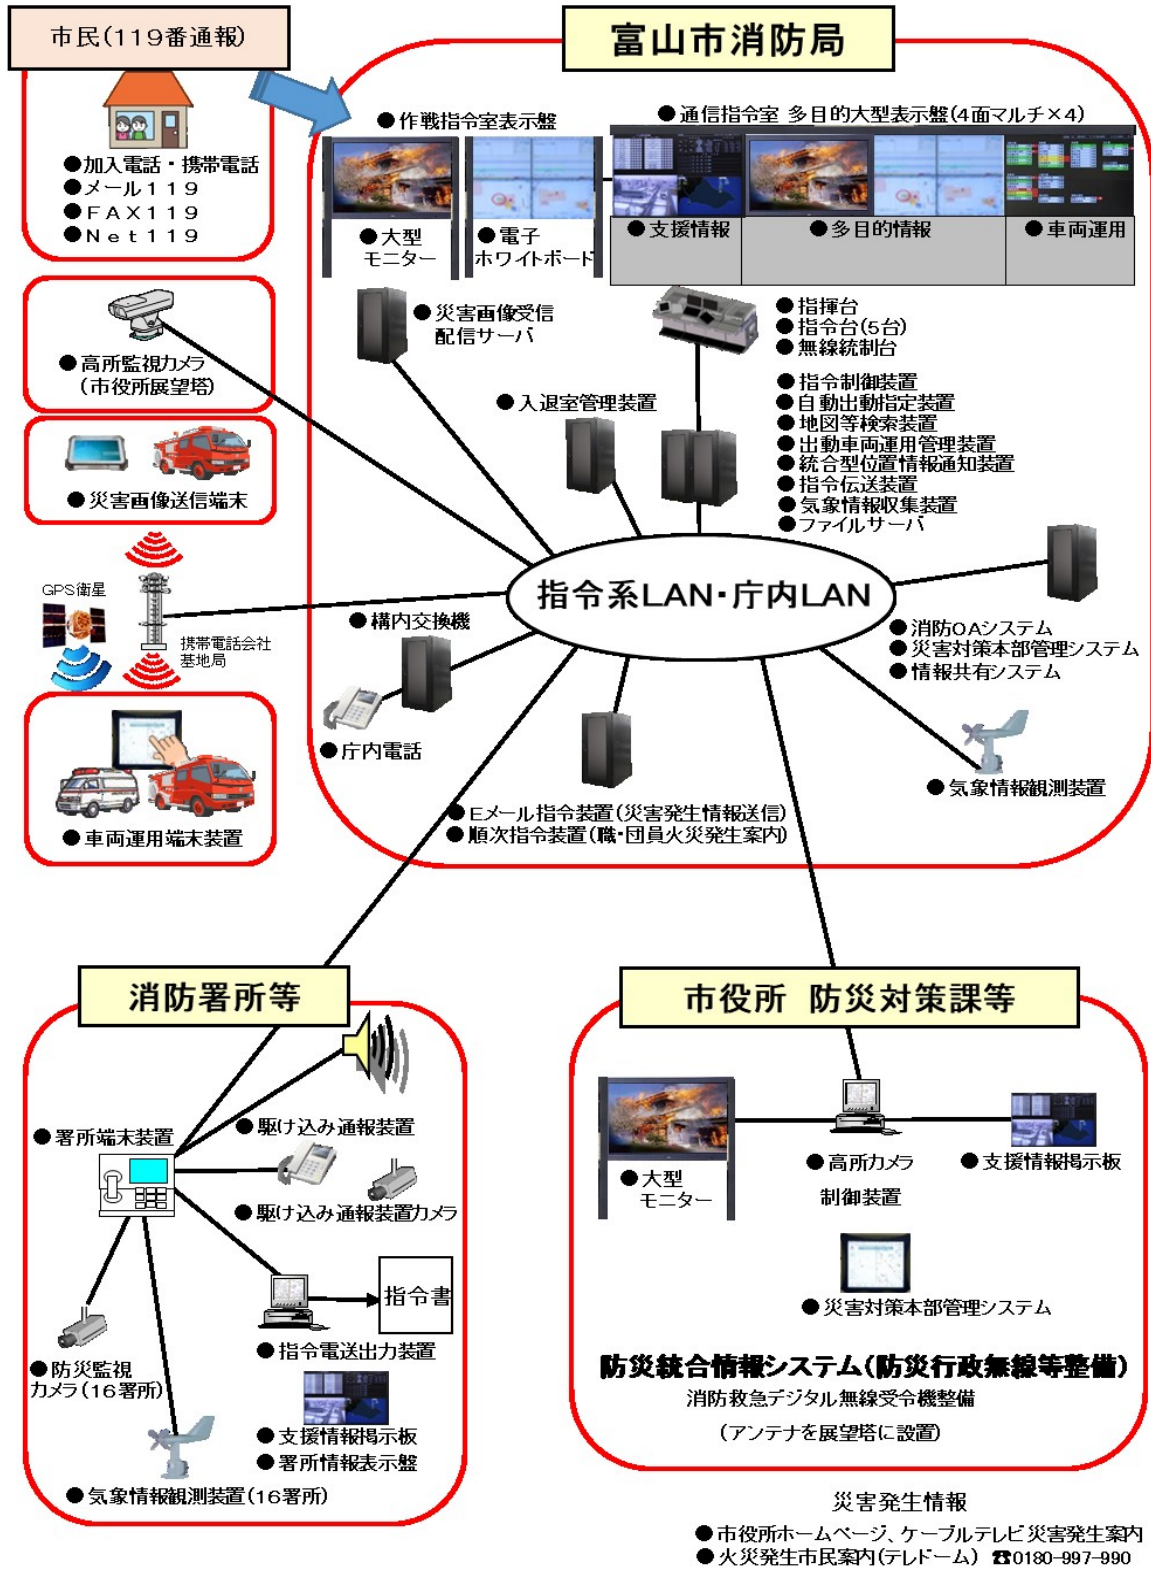 市民(119番通報)
●加入電話・携帯電話
●メール119
●FAX119
●Net119
富山市消防局
●作戦指令室表示盤
●通信指令室 多目的大型表示盤(4面マルチ×4)
●大型
モニター
●電子
ホワイトボード
●支援情報
●多目的情報
●車両運用
●災害画像受信
配信サーバ
●指揮台
●指令台(5台)
●無線統制台
●入退室管理装置
●指令制御装置
●自動出動指定装置
●地図等検索装置
●出動車両運用管理装置
●統合型位置情報通知装置
●指令伝送装置
●気象情報収集装置
●ファイルサーバ
●高所監視カメラ
(市役所展望塔)
●災害画像送信端末
GPS衛星
携帯電話会社
基地局
●車両運用端末装置
指令系LAN・庁内LAN
●構内交換機
●庁内電話
●消防OAシステム
●災害対策本部管理システム
●情報共有システム
●気象情報観測装置
●Eメール指令装置(災害発生情報送信)
●順次指令装置(職・団員火災発生案内)
消防署所等
●署所端末装置
●駆け込み通報装置
●駆け込み通報装置カメラ
指令書
●指令電送出力装置
●防災監視
カメラ(16署所)
●支援情報掲示板
●署所情報表示盤
●気象情報観測装置(16署所)
市役所 防災対策課等
●大型
モニター
●高所カメラ
制御装置
●支援情報掲示板
●災害対策本部管理システム
防災統合情報システム(防災行政無線等整備)
消防救急デジタル無線受令機整備
(アンテナを展望塔に設置)
災害発生情報
●市役所ホームページ、ケーブルテレビ災害発生案内
●火災発生市民案内(テレドーム) ☎0180-997-990